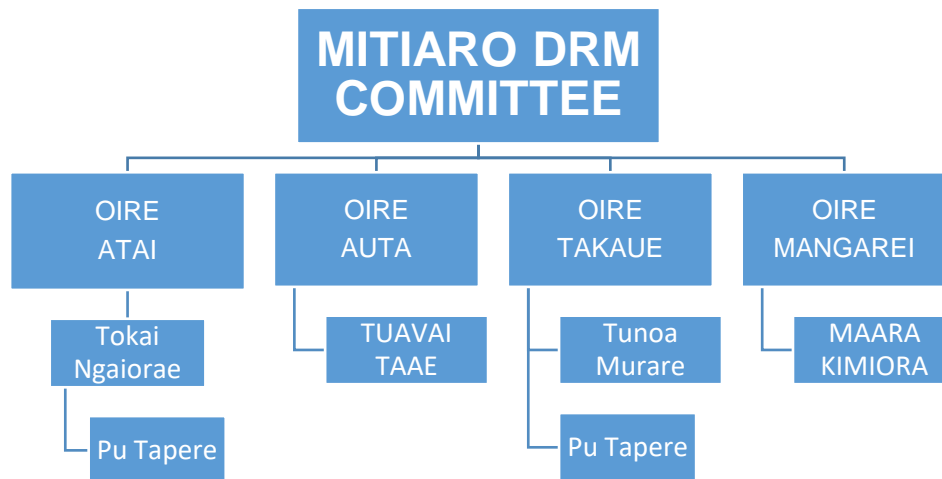 MITIARO DRM
COMMITTEE
OIRE
ATAI
OIRE
AUTA
OIRE
TAKAUE
OIRE
MANGAREI
Tokai
Ngaiorae
TUAVAI
TAAE
Tunoa
Murare
MAARA
KIMIORA
Pu Tapere
Pu Tapere